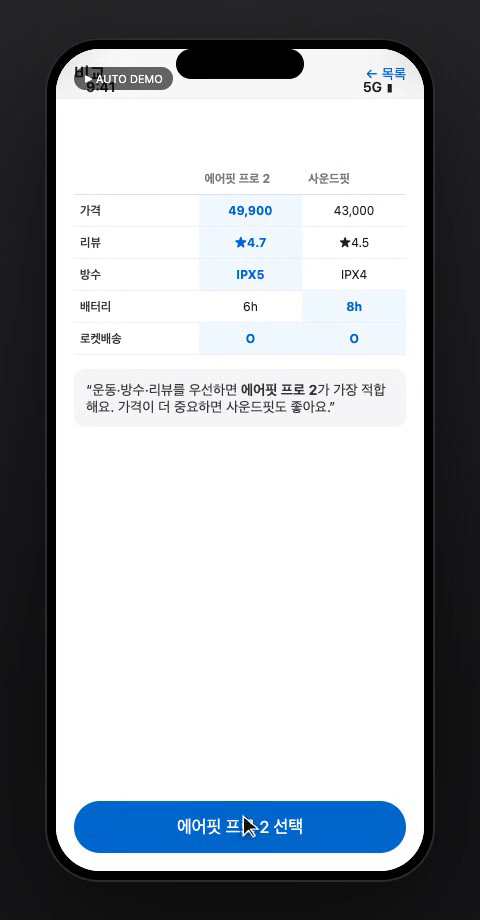 비교
▶ AUTO DEMO
← 목록
9:41
5G
에어핏 프로 2 사운드핏
가격 49,900 43,000
리뷰 ★4.7 ★4.5
방수 IPX5 IPX4
배터리 6h 8h
로켓배송 O O
“운동·방수·리뷰를 우선하면 에어핏 프로 2가 가장 적합
해요. 가격이 더 중요하면 사운드핏도 좋아요.”
에어핏 프로 2 선택